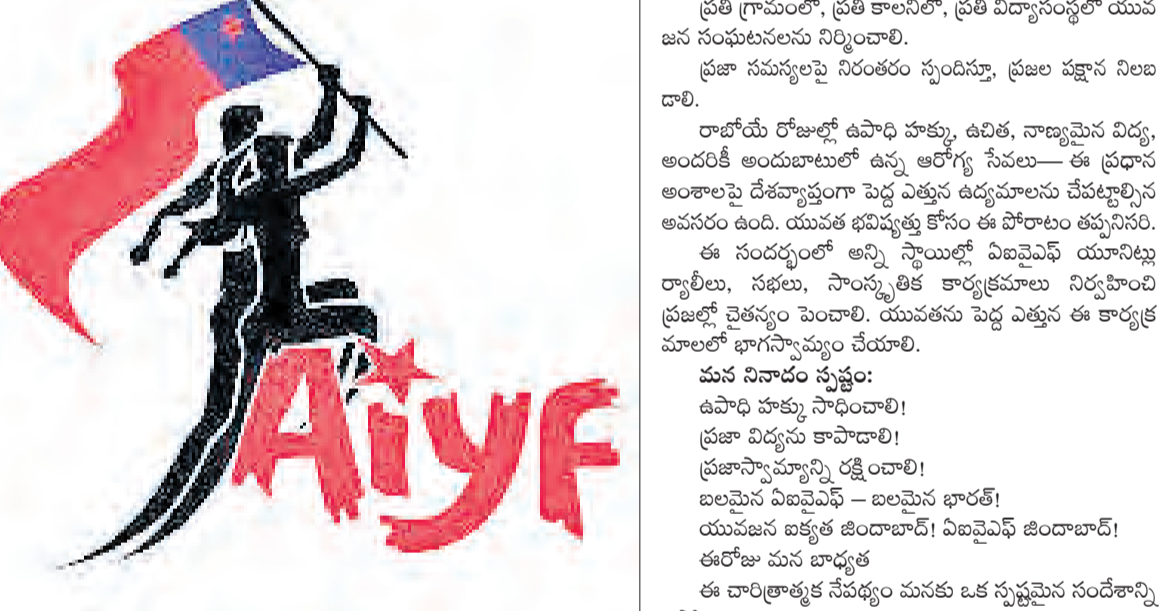 Aiyf
ప్రతి గ్రామంలో, ప్రతి కాలనీలో, ప్రతి విద్యాసంస్థలో యువ
జన సంఘటనలను నిర్మించాలి.
ప్రజా సమస్యలపై నిరంతరం స్పందిస్తూ, ప్రజల పక్షాన నిలబ
డాలి.
రాబోయే రోజుల్లో ఉపాధి హక్కు, ఉచిత, నాణ్యమైన విద్య,
అందరికీ అందుబాటులో ఉన్న ఆరోగ్య సేవలు— ఈ ప్రధాన
అంశాలపై దేశవ్యాప్తంగా పెద్ద ఎత్తున ఉద్యమాలను చేపట్టాల్సిన
అవసరం ఉంది. యువత భవిష్యత్తు కోసం ఈ పోరాటం తప్పనిసరి.
ఈ సందర్భంలో అన్ని స్థాయిల్లో ఏఐవైఎఫ్ యూనిట్లు
ర్యాలీలు, సభలు, సాంస్కృతిక కార్యక్రమాలు నిర్వహించి
ప్రజల్లో చైతన్యం పెంచాలి. యువతను పెద్ద ఎత్తున ఈ కార్యక్ర
మాలలో భాగస్వామ్యం చేయాలి.
మన నినాదం స్పష్టం:
ఉపాధి హక్కు సాధించాలి!
ప్రజా విద్యను కాపాడాలి!
ప్రజాస్వామ్యాన్ని రక్షించాలి!
బలమైన ఏఐవైఎఫ్ – బలమైన భారత్!
యువజన ఐక్యత జిందాబాద్! ఏఐవైఎఫ్ జిందాబాద్!
ఈరోజు మన బాధ్యత
ఈ చారిత్రాత్మక నేపథ్యం మనకు ఒక స్పష్టమైన సందేశాన్ని